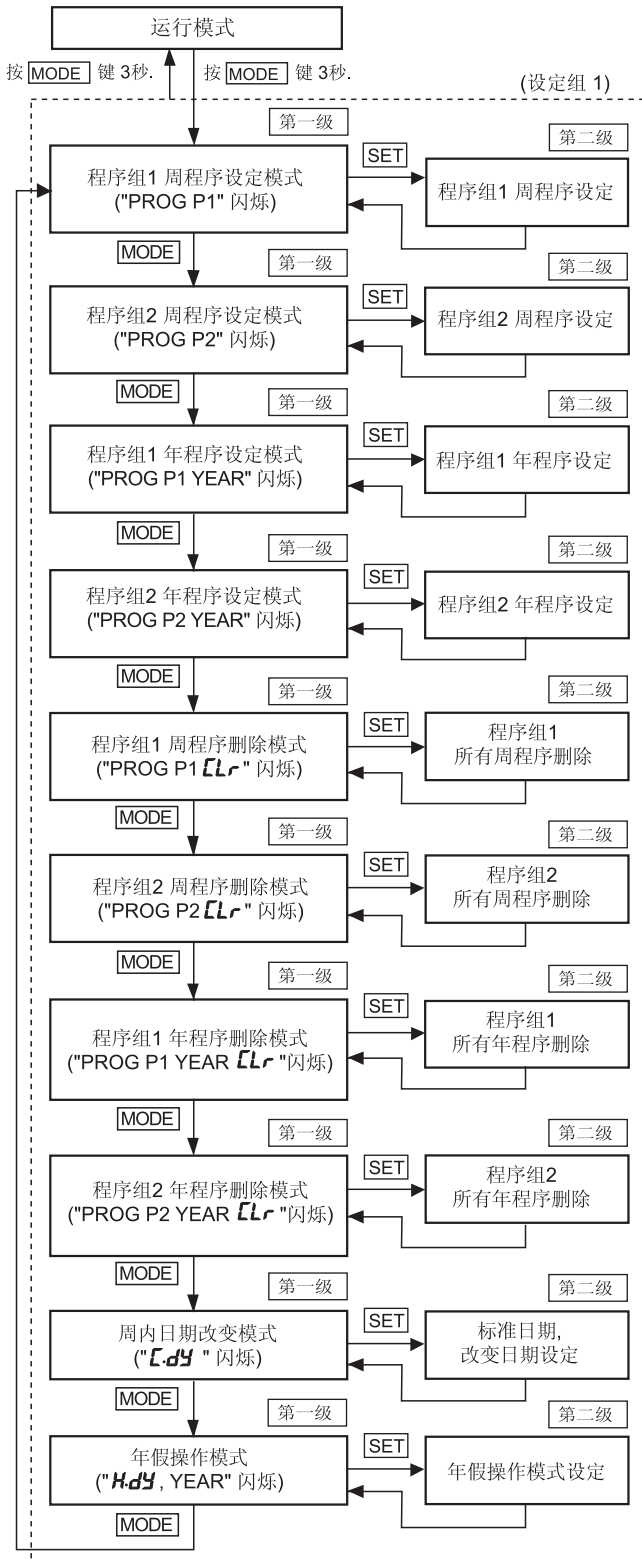 运行模式
按 MODE 键 3秒.
按 MODE 键 3秒.
(设定组 1)
第一级
第二级
程序组1 周程序设定模式
("PROG P1" 闪烁)
SET
程序组1 周程序设定
MODE
第一级
第二级
程序组2 周程序设定模式
("PROG P2" 闪烁)
SET
程序组2 周程序设定
MODE
第一级
第二级
程序组1 年程序设定模式
("PROG P1 YEAR" 闪烁)
SET
程序组1 年程序设定
MODE
第一级
第二级
程序组2 年程序设定模式
("PROG P2 YEAR" 闪烁)
SET
程序组2 年程序设定
MODE
第一级
第二级
程序组1 周程序删除模式
("PROG P1 CLr " 闪烁)
SET
程序组1
所有周程序删除
MODE
第一级
第二级
程序组2 周程序删除模式
("PROG P2 CLr " 闪烁)
SET
程序组2
所有周程序删除
MODE
第一级
第二级
程序组1 年程序删除模式
("PROG P1 YEAR CLr "闪烁)
SET
程序组1
所有年程序删除
MODE
第一级
第二级
程序组2 年程序删除模式
("PROG P2 YEAR CLr "闪烁)
SET
程序组2
所有年程序删除
MODE
第一级
第二级
周内日期改变模式
("C.dY " 闪烁)
SET
标准日期,
改变日期设定
MODE
第一级
第二级
年假操作模式
("H.dY , YEAR" 闪烁)
SET
年假操作模式设定
MODE